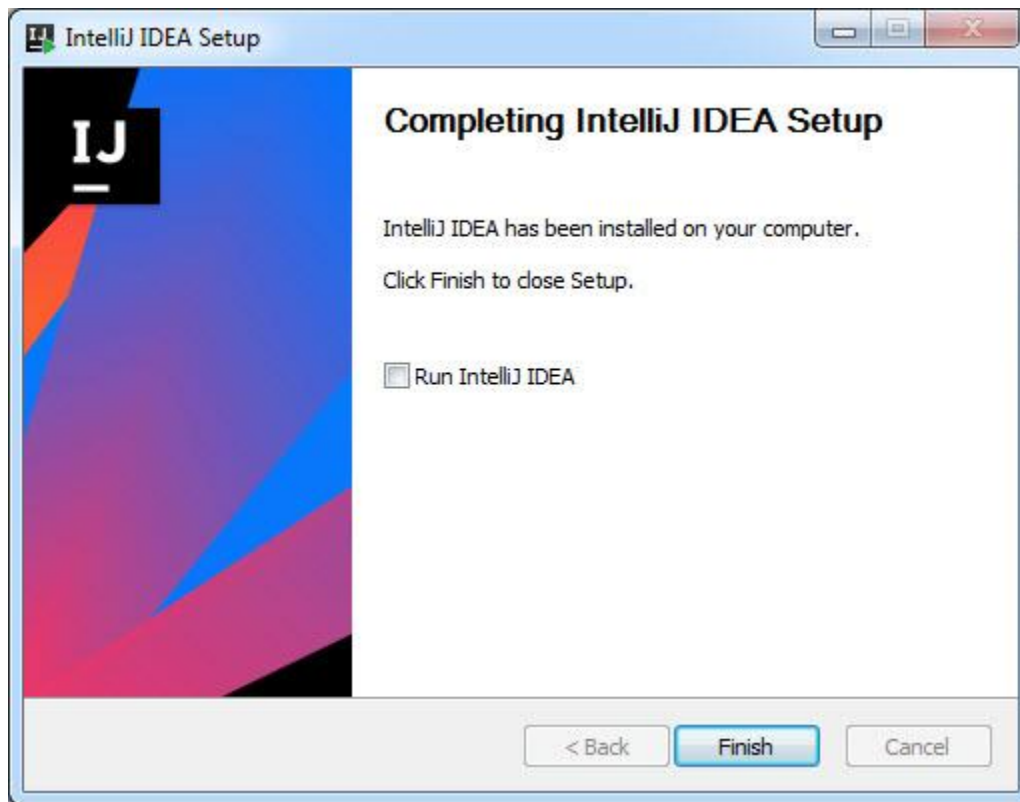 IntelliJ IDEA Setup
IJ
Completing IntelliJ IDEA Setup
IntelliJ IDEA has been installed on your computer.
Click Finish to close Setup.
Run IntelliJ IDEA
< Back Finish Cancel